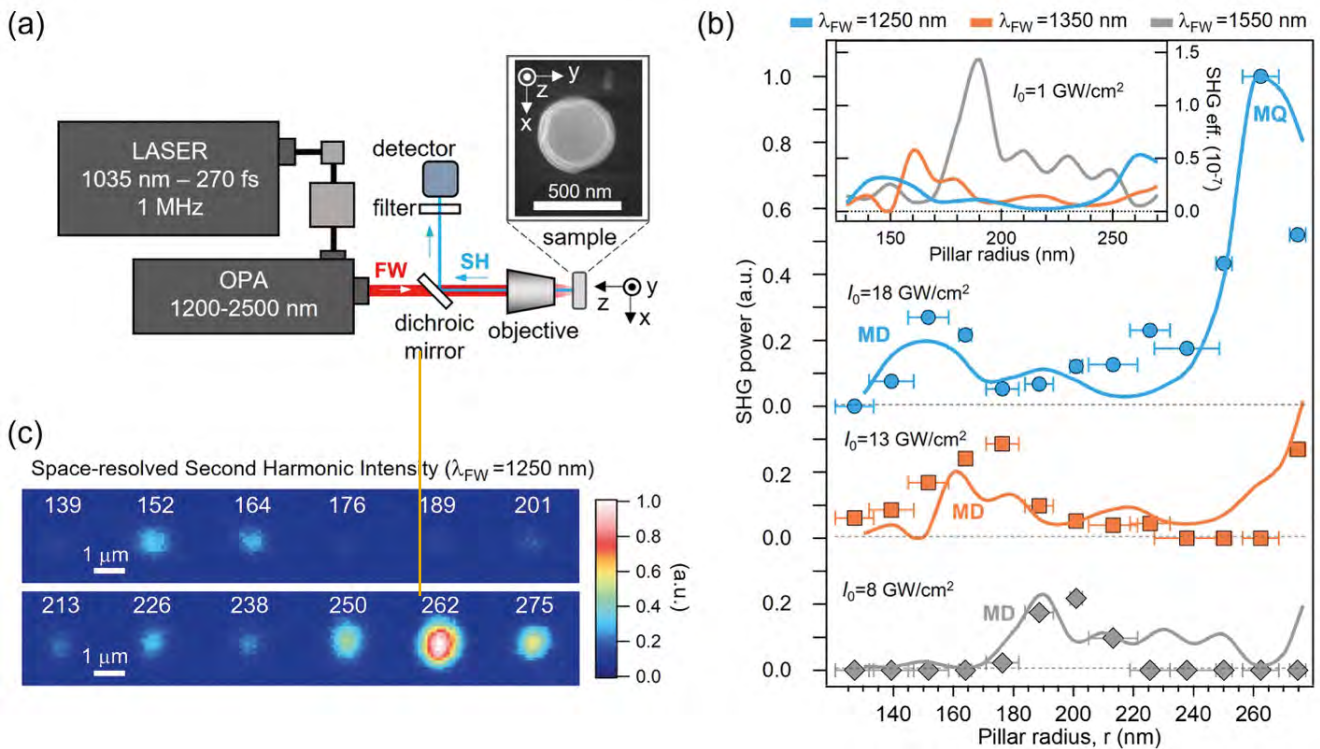 (a)
LASER
1035 nm – 270 fs
1 MHz
OPA
1200-2500 nm
detector
filter
FW
SH
dichroic
mirror
objective
sample
z
y
x
y
z
x
500 nm
(b)
λFW=1250 nm λFW=1350 nm λFW=1550 nm
I0=1 GW/cm²
1.5
1.0
0.5
0.0
SHG eff. (10⁻⁷)
150 200 250
Pillar radius (nm)
MQ
I0=18 GW/cm²
MD
I0=13 GW/cm²
MD
I0=8 GW/cm²
MD
SHG power (a.u.)
1.0
0.8
0.6
0.4
0.2
0.0
0.2
0.0
0.2
0.0
140 160 180 200 220 240 260
Pillar radius, r (nm)
(c)
Space-resolved Second Harmonic Intensity (λFW=1250 nm)
139 152 164 176 189 201
1 μm
213 226 238 250 262 275
1 μm
1.0
0.8
0.6
0.4
0.2
0.0
(a.u.)